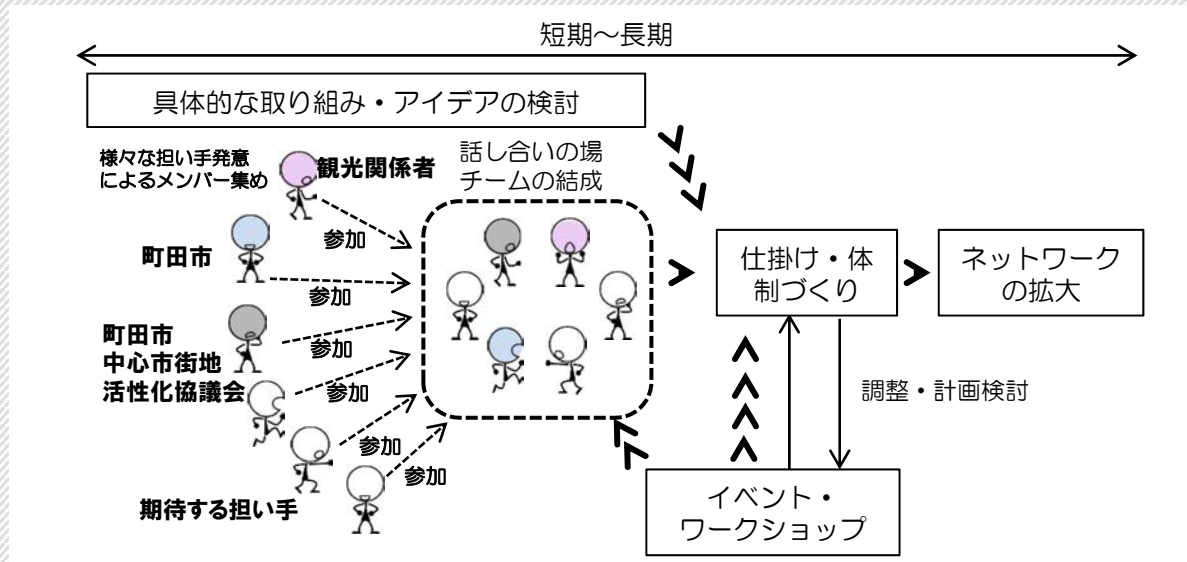 短期～長期
具体的な取り組み・アイデアの検討
様々な担い手発意
によるメンバー集め
観光関係者
話し合いの場
チームの結成
参加
町田市
参加
町田市
中心市街地
活性化協議会
参加
参加
参加
参加
期待する担い手
仕掛け・体
制づくり
ネットワーク
の拡大
調整・計画検討
イベント・
ワークショップ